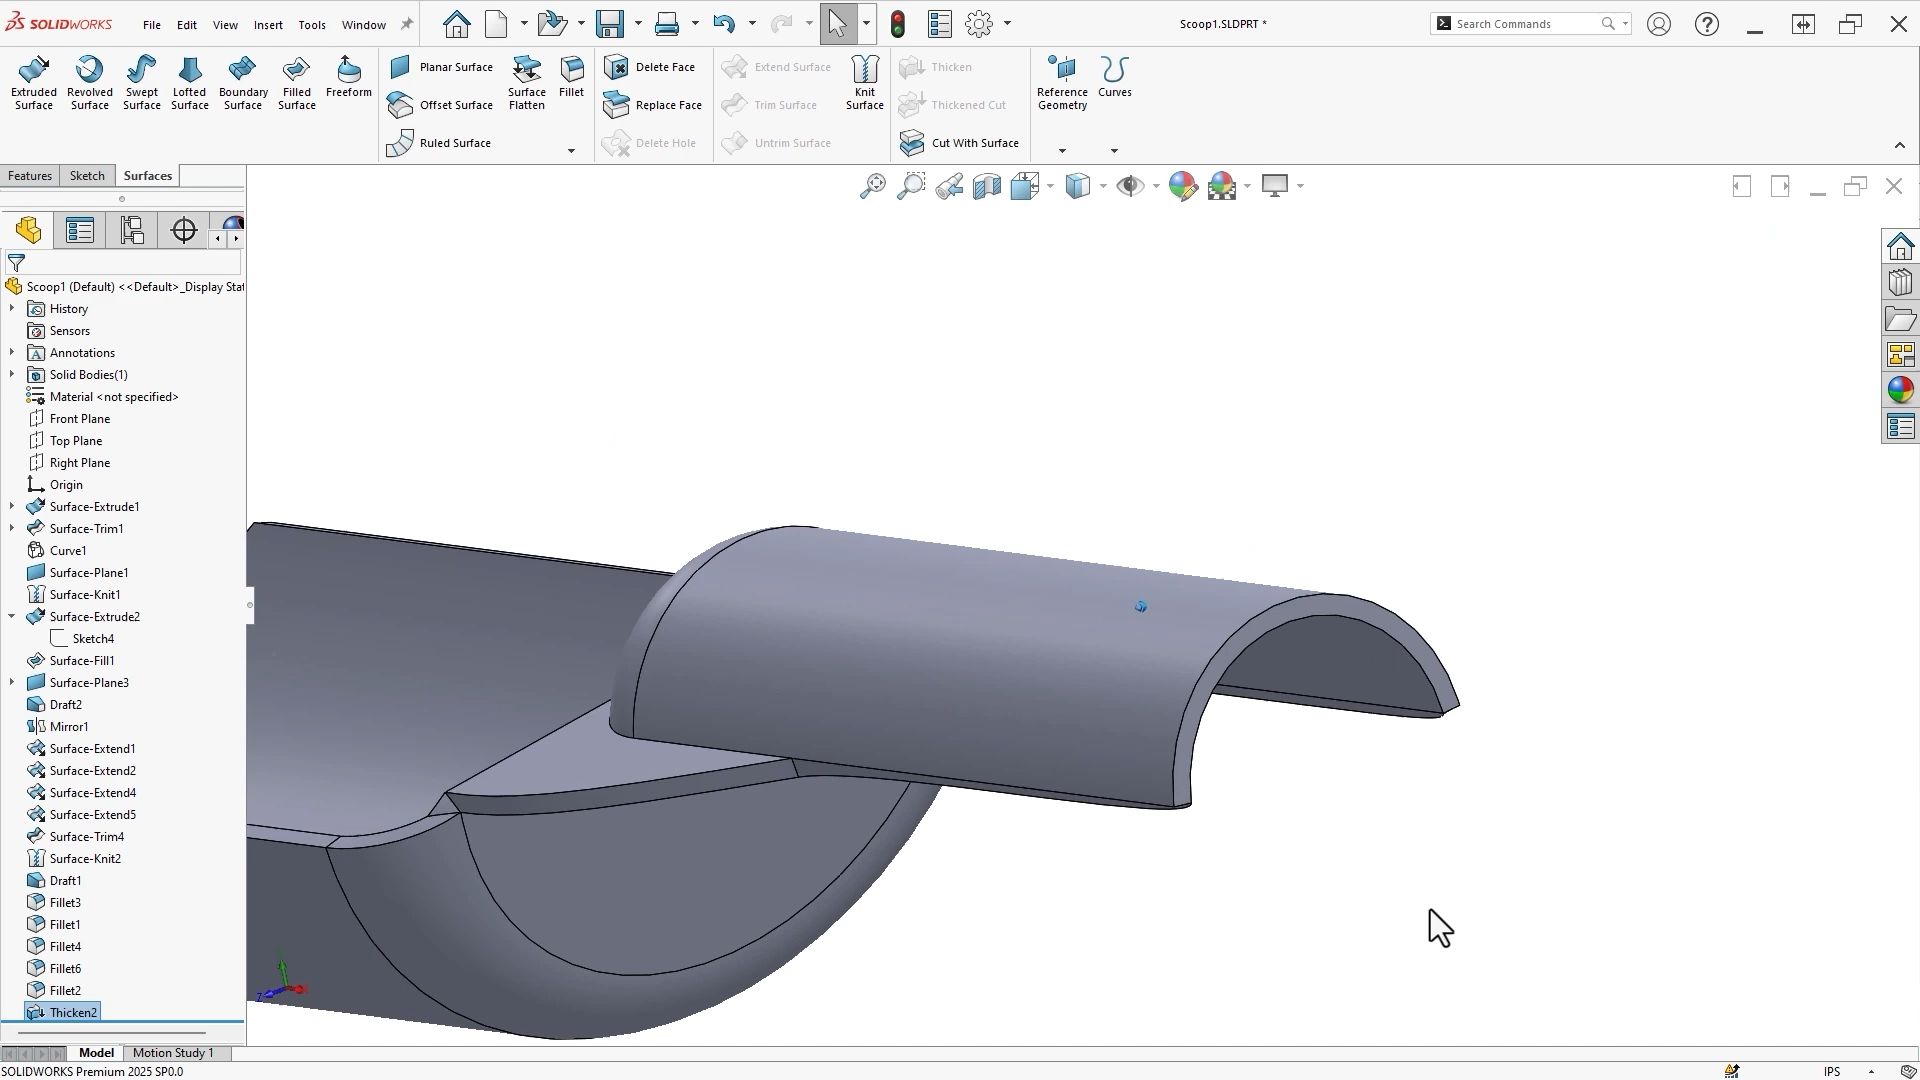 SOLIDWORKS
File Edit View Insert Tools Window
Scoop1.SLDPRT *
Search Commands
Extruded Surface
Revolved Surface
Swept Surface
Lofted Surface
Boundary Surface
Filled Surface
Freeform
Planar Surface
Offset Surface
Ruled Surface
Surface Flatten
Fillet
Delete Face
Replace Face
Delete Hole
Extend Surface
Trim Surface
Untrim Surface
Knit Surface
Thicken
Thickened Cut
Cut With Surface
Reference Geometry
Curves
Features Sketch Surfaces
Scoop1 (Default) <<Default>_Display Stat
History
Sensors
Annotations
Solid Bodies(1)
Material <not specified>
Front Plane
Top Plane
Right Plane
Origin
Surface-Extrude1
Surface-Trim1
Curve1
Surface-Plane1
Surface-Knit1
Surface-Extrude2
Sketch4
Surface-Fill1
Surface-Plane3
Draft2
Mirror1
Surface-Extend1
Surface-Extend2
Surface-Extend4
Surface-Extend5
Surface-Trim4
Surface-Knit2
Draft1
Fillet3
Fillet1
Fillet4
Fillet6
Fillet2
Thicken2
Z
Model Motion Study 1
SOLIDWORKS Premium 2025 SP0.0
IPS